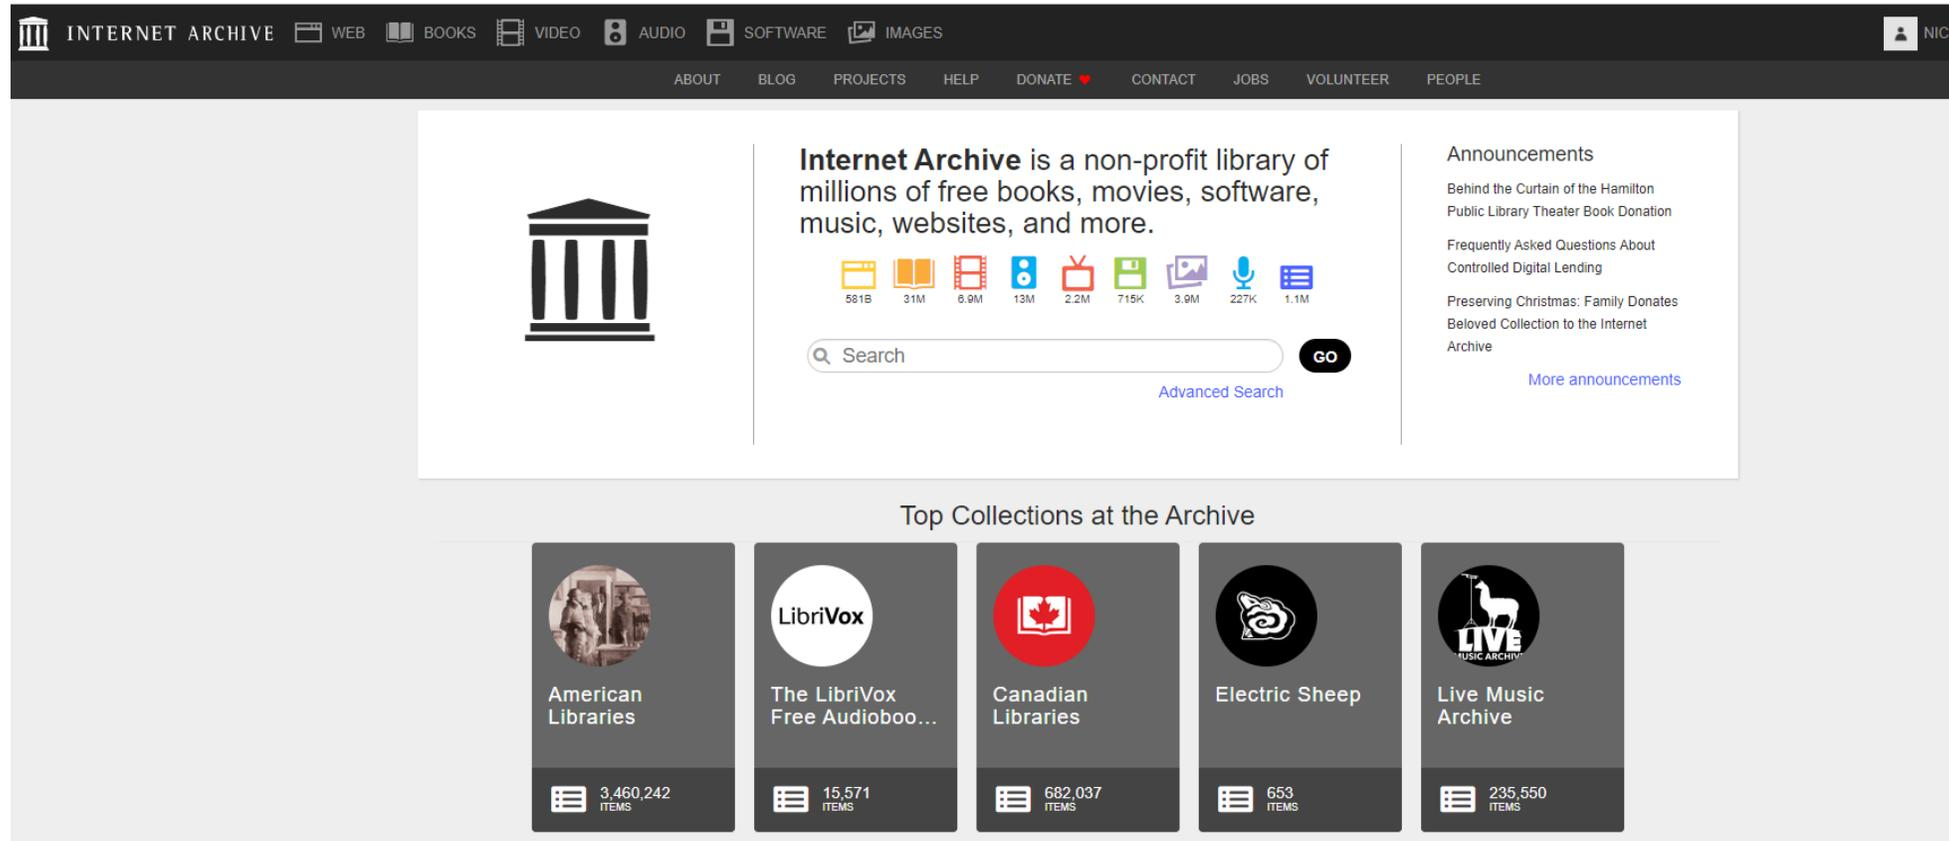 INTERNET ARCHIVE WEB BOOKS VIDEO AUDIO SOFTWARE IMAGES NIC
ABOUT BLOG PROJECTS HELP DONATE CONTACT JOBS VOLUNTEER PEOPLE
Internet Archive is a non-profit library of
millions of free books, movies, software,
music, websites, and more.
581B 31M 6.9M 13M 2.2M 715K 3.9M 227K 1.1M
Search GO
Advanced Search
Announcements
Behind the Curtain of the Hamilton
Public Library Theater Book Donation
Frequently Asked Questions About
Controlled Digital Lending
Preserving Christmas: Family Donates
Beloved Collection to the Internet
Archive
More announcements
Top Collections at the Archive
American
Libraries
3,460,242
ITEMS
LibriVox
The LibriVox
Free Audioboo...
15,571
ITEMS
Canadian
Libraries
682,037
ITEMS
Electric Sheep
653
ITEMS
LIVE
MUSIC ARCHIV
Live Music
Archive
235,550
ITEMS